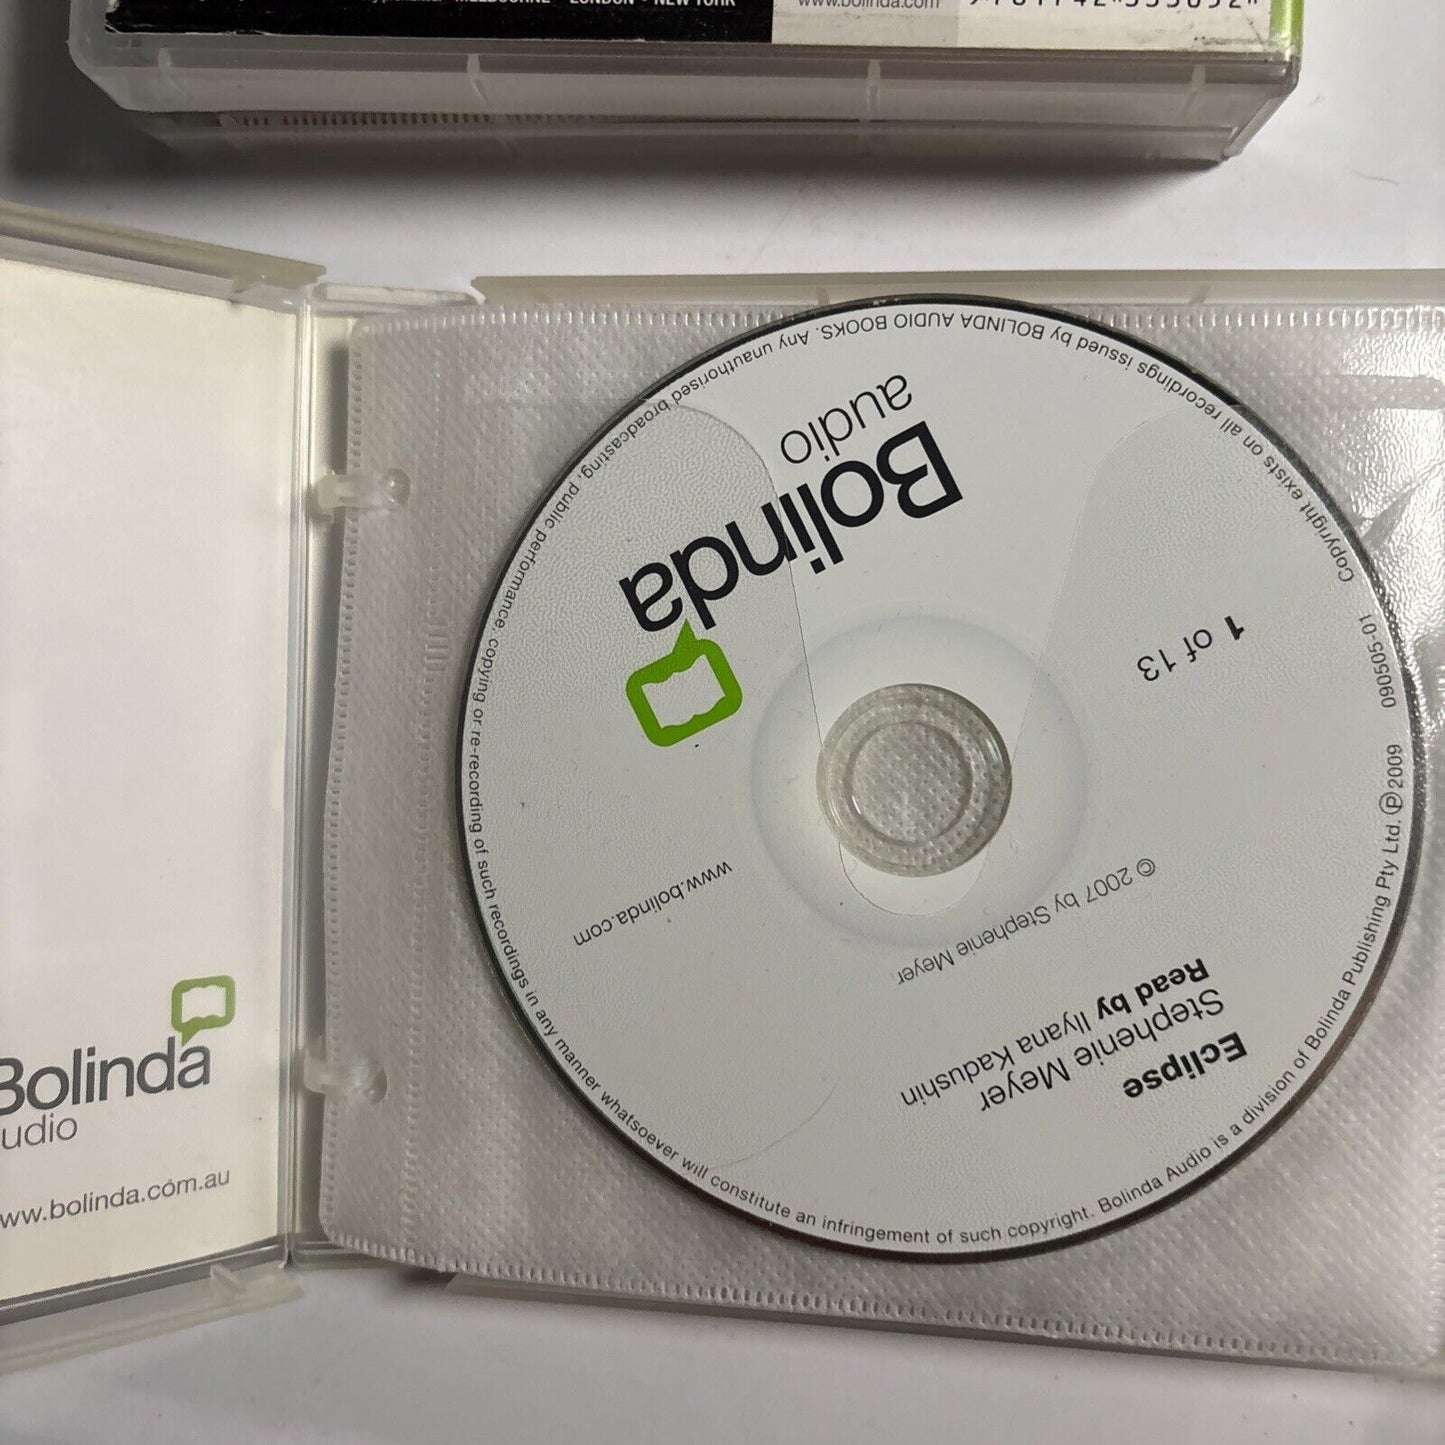 MELBOURNE • LONDON • NEW YORK
www.bolinda.com
Bolinda
audio
www.bolinda.com
1 of 13
090505-01
© 2007 by Stephenie Meyer
Eclipse
Stephenie Meyer
Read by Ilyana Kadushin
Copyright exists on all recordings issued by BOLINDA AUDIO BOOKS. Any unauthorised broadcasting, public performance, copying or re-recording of such recordings in any manner whatsoever will constitute an infringement of such copyright. Bolinda Audio is a division of Bolinda Publishing Pty Ltd. ℗2009
Bolinda
udio
ww.bolinda.com.au